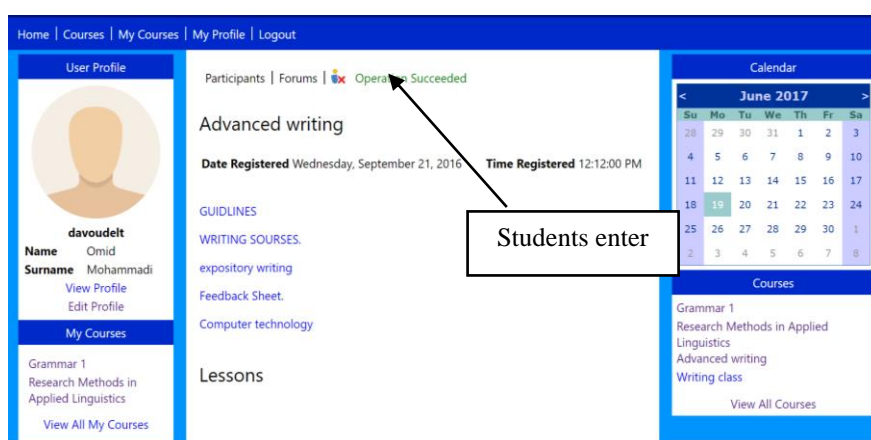 Home | Courses | My Courses | My Profile | Logout
User Profile
davoudelt
Name Omid
Surname Mohammadi
View Profile
Edit Profile
My Courses
Grammar 1
Research Methods in
Applied Linguistics
View All My Courses
Participants | Forums | Operation Succeeded
Advanced writing
Date Registered Wednesday, September 21, 2016 Time Registered 12:12:00 PM
GUIDLINES
WRITING SOURSES.
expository writing
Feedback Sheet.
Computer technology
Lessons
Students enter
Calendar
< June 2017 >
Su Mo Tu We Th Fr Sa
28 29 30 31 1 2 3
4 5 6 7 8 9 10
11 12 13 14 15 16 17
18 19 20 21 22 23 24
25 26 27 28 29 30 1
2 3 4 5 6 7 8
Courses
Grammar 1
Research Methods in Applied
Linguistics
Advanced writing
Writing class
View All Courses